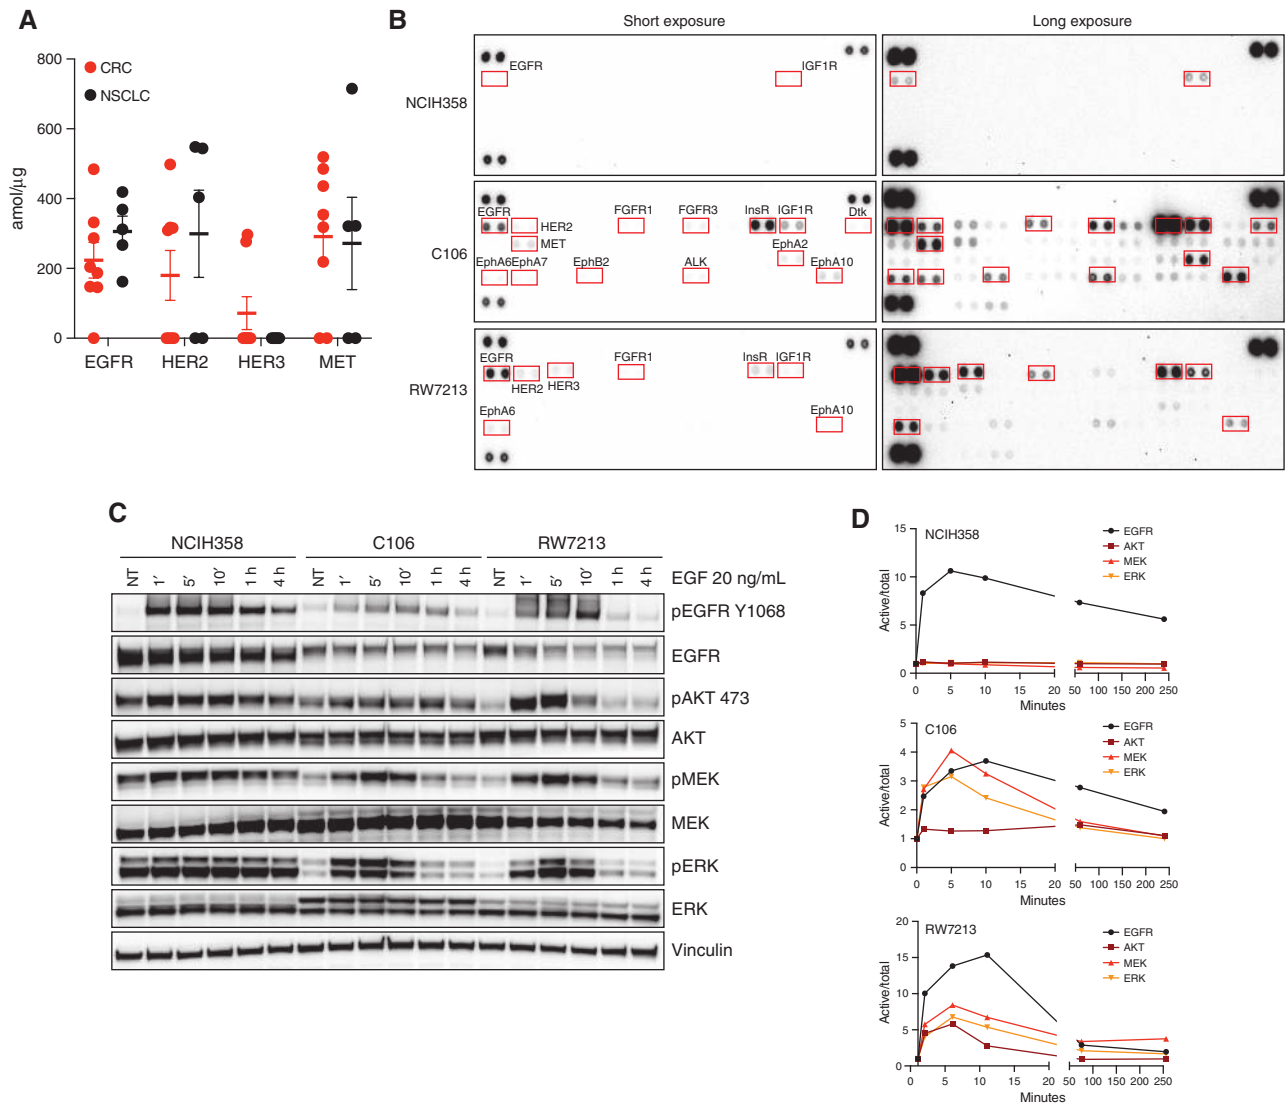 A
800
600
400
200
0
amol/µg
CRC
NSCLC
EGFR
HER2
HER3
MET
B
Short exposure
Long exposure
NCIH358
EGFR
IGF1R
C106
EGFR
HER2
MET
FGFR1
FGFR3
InsR
IGF1R
Dtk
EphA2
EphA6
EphA7
EphB2
ALK
EphA10
RW7213
EGFR
HER2
HER3
FGFR1
InsR
IGF1R
EphA6
EphA10
C
NCIH358
C106
RW7213
NT
1′
5′
10′
1 h
4 h
NT
1′
5′
10′
1 h
4 h
NT
1′
5′
10′
1 h
4 h
EGF 20 ng/mL
pEGFR Y1068
EGFR
pAKT 473
AKT
pMEK
MEK
pERK
ERK
Vinculin
D
NCIH358
15
10
5
0
Active/total
EGFR
AKT
MEK
ERK
0 5 10 15 20 50 100 150 200 250
Minutes
C106
5
4
3
2
1
0
Active/total
EGFR
AKT
MEK
ERK
0 5 10 15 20 50 100 150 200 250
Minutes
RW7213
20
15
10
5
0
Active/total
EGFR
AKT
MEK
ERK
0 5 10 15 20 50 100 150 200 250
Minutes